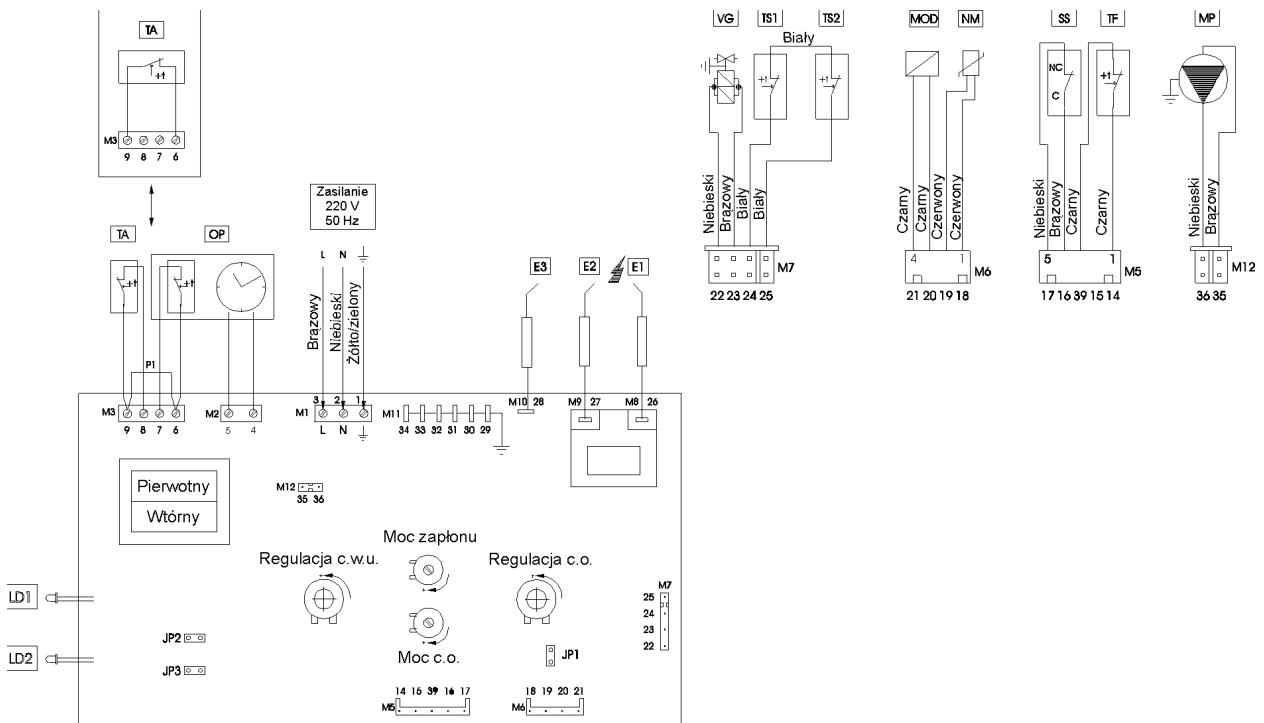 TA
+t
M3
9 8 7 6
TA OP
+t +t
P1
M3
9 8 7 6
M2
5 4
Zasilanie
220 V
50 Hz
L N
Brązowy
Niebieski
Żółto/zielony
3 2 1
M1
L N
M11
34 33 32 31 30 29
E3 E2 E1
M10 28
M9 27
M8 26
Pierwotny
Wtórny
M12
35 36
Moc zapłonu
Regulacja c.w.u.
Regulacja c.o.
+ + + +
Moc c.o.
LD1
LD2
JP2
JP3
JP1
M7
25
24
23
22
14 15 39 16 17
M5
18 19 20 21
M6
VG TS1 TS2
Biały
+t +t
Niebieski
Brązowy
Biały
Biały
M7
22 23 24 25
MOD NM
Czarny
Czarny
Czerwony
Czerwony
4 1
M6
21 20 19 18
SS TF
NC
C
+t
Niebieski
Brązowy
Czarny
Czarny
5 1
M5
17 16 39 15 14
MP
Niebieski
Brązowy
M12
36 35